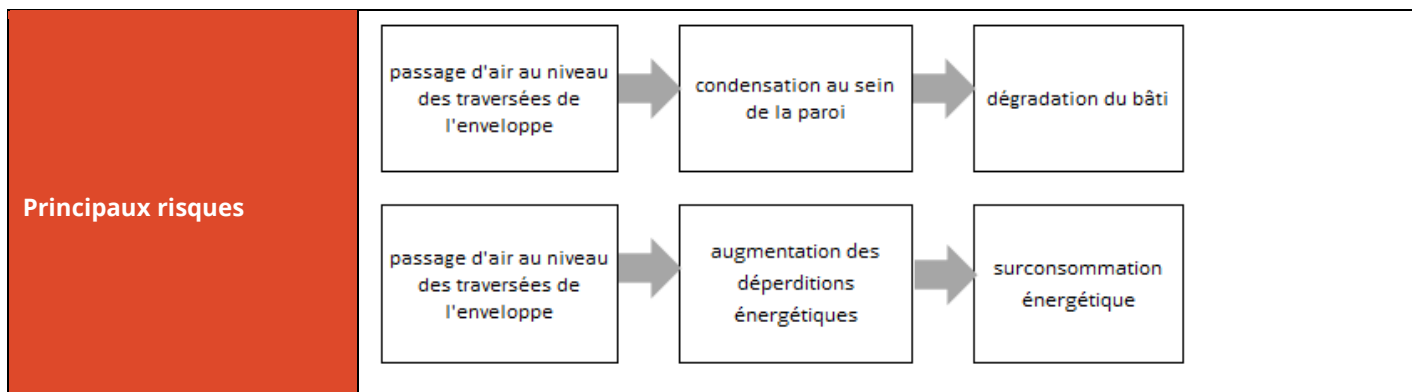 Principaux risques
passage d'air au niveau
des traversées de
l'enveloppe
condensation au sein
de la paroi
dégradation du bâti
passage d'air au niveau
des traversées de
l'enveloppe
augmentation des
déperditions
énergétiques
surconsommation
énergétique